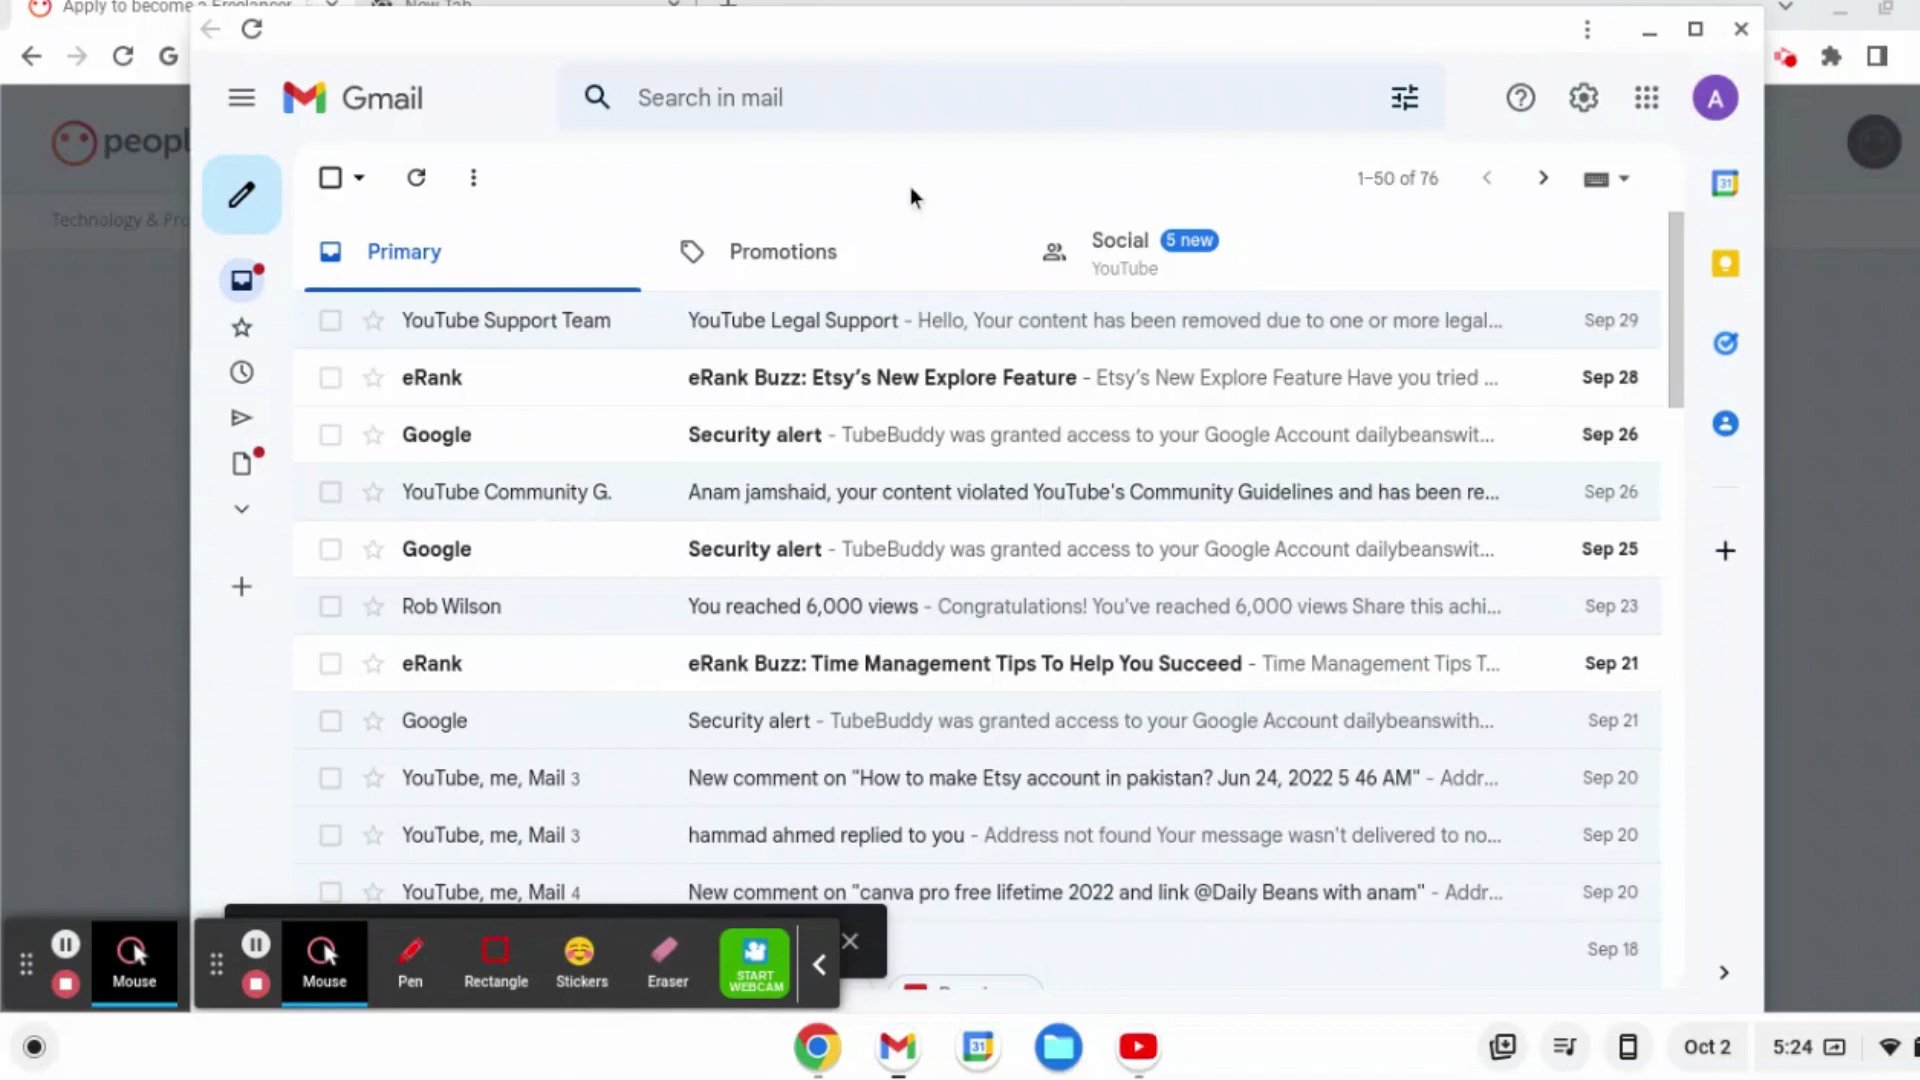 Apply to become a Freelancer
New Tab
G
Gmail
Search in mail
A
peopl
Technology & Pro
1–50 of 76
31
Primary
Promotions
Social 5 new
YouTube
YouTube Support Team YouTube Legal Support - Hello, Your content has been removed due to one or more legal... Sep 29
eRank eRank Buzz: Etsy’s New Explore Feature - Etsy’s New Explore Feature Have you tried ... Sep 28
Google Security alert - TubeBuddy was granted access to your Google Account dailybeanswit... Sep 26
YouTube Community G. Anam jamshaid, your content violated YouTube's Community Guidelines and has been re... Sep 26
Google Security alert - TubeBuddy was granted access to your Google Account dailybeanswit... Sep 25
Rob Wilson You reached 6,000 views - Congratulations! You've reached 6,000 views Share this achi... Sep 23
eRank eRank Buzz: Time Management Tips To Help You Succeed - Time Management Tips T... Sep 21
Google Security alert - TubeBuddy was granted access to your Google Account dailybeanswith... Sep 21
YouTube, me, Mail 3 New comment on "How to make Etsy account in pakistan? Jun 24, 2022 5 46 AM" - Addr... Sep 20
YouTube, me, Mail 3 hammad ahmed replied to you - Address not found Your message wasn't delivered to no... Sep 20
YouTube, me, Mail 4 New comment on "canva pro free lifetime 2022 and link @Daily Beans with anam" - Addr... Sep 20
Sep 18
Mouse
Mouse
Pen
Rectangle
Stickers
Eraser
START
WEBCAM
31
Oct 2
5:24